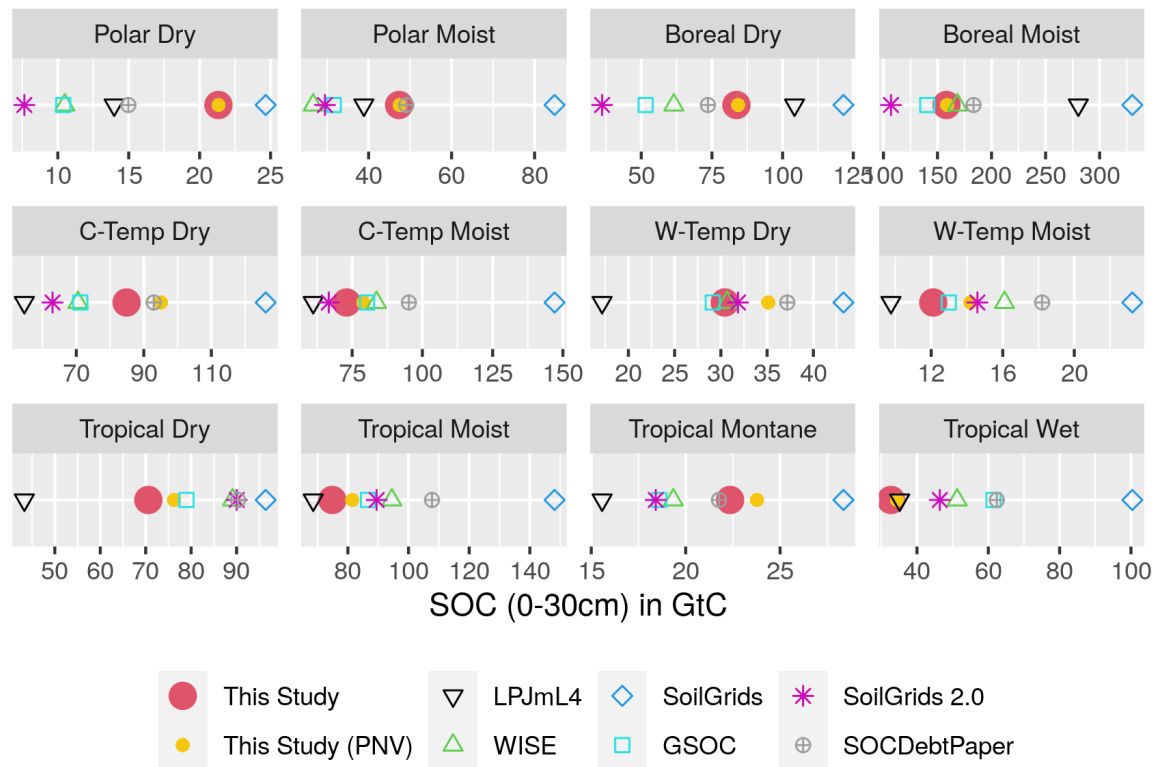 Polar Dry Polar Moist Boreal Dry Boreal Moist
10 15 20 25 40 60 80 50 75 100 125 100 150 200 250 300
C-Temp Dry C-Temp Moist W-Temp Dry W-Temp Moist
70 90 110 75 100 125 150 20 25 30 35 40 12 16 20
Tropical Dry Tropical Moist Tropical Montane Tropical Wet
50 60 70 80 90 80 100 120 140 15 20 25 40 60 80 100
SOC (0-30cm) in GtC
This Study LPJmL4 SoilGrids SoilGrids 2.0
This Study (PNV) WISE GSOC SOCDebtPaper